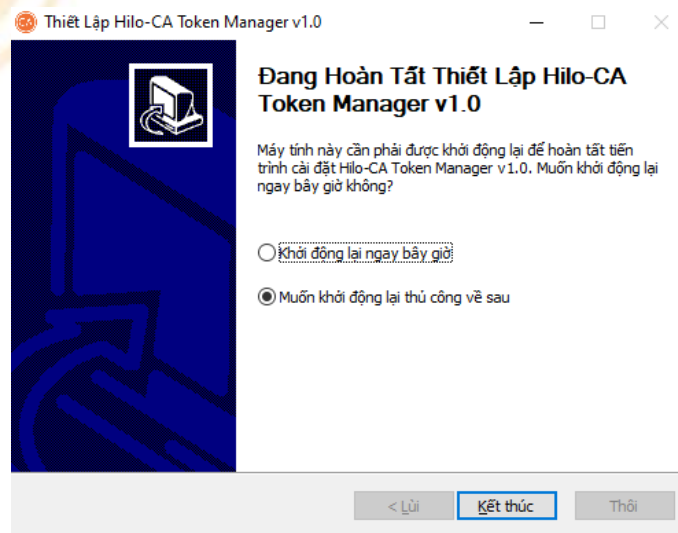 CA Thiết Lập Hilo-CA Token Manager v1.0
Đang Hoàn Tất Thiết Lập Hilo-CA
Token Manager v1.0
Máy tính này cần phải được khởi động lại để hoàn tất tiến
trình cài đặt Hilo-CA Token Manager v1.0. Muốn khởi động lại
ngay bây giờ không?
Khởi động lại ngay bây giờ
Muốn khởi động lại thủ công về sau
< Lùi Kết thúc Thôi